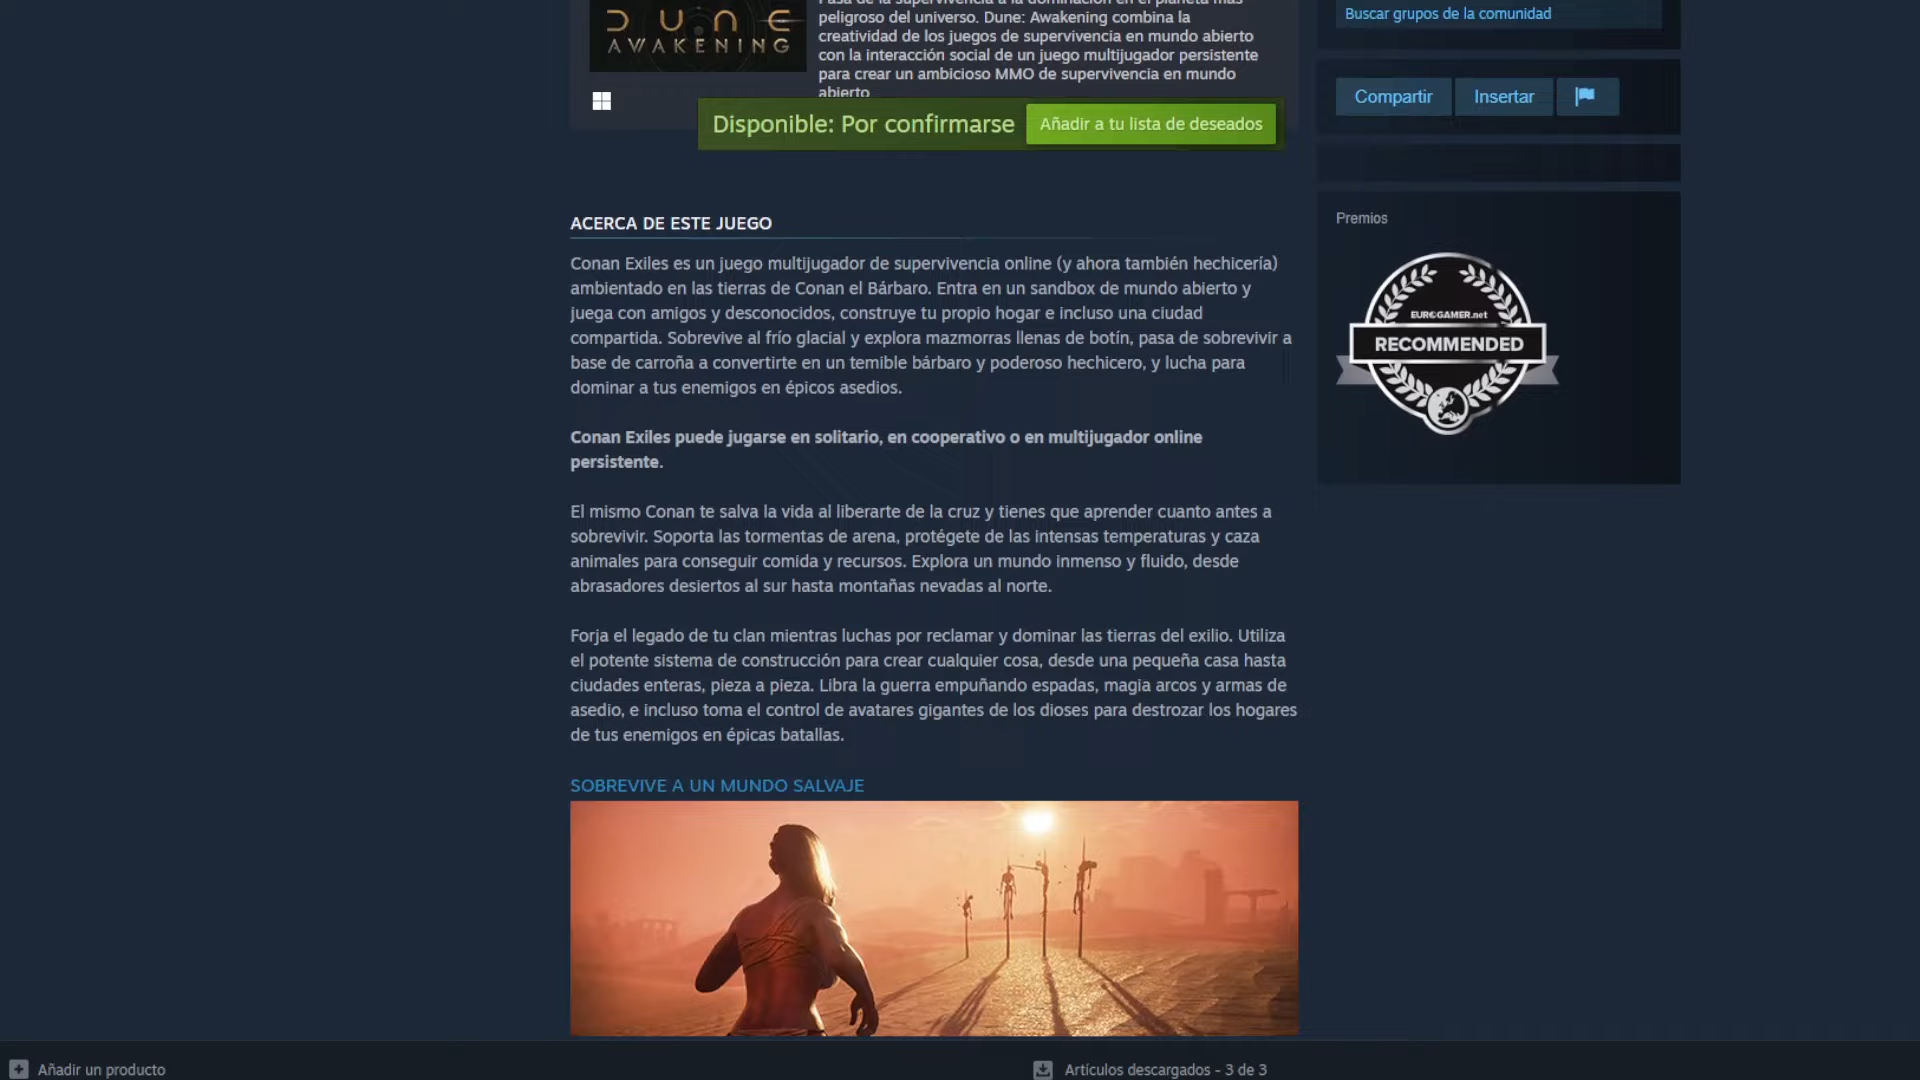 DUNE
AWAKENING
Pasa de la supervivencia a la dominación en el planeta más
peligroso del universo. Dune: Awakening combina la
creatividad de los juegos de supervivencia en mundo abierto
con la interacción social de un juego multijugador persistente
para crear un ambicioso MMO de supervivencia en mundo
abierto
Disponible: Por confirmarse
Añadir a tu lista de deseados
Buscar grupos de la comunidad
Compartir
Insertar
Premios
EUROGAMER.net
RECOMMENDED
ACERCA DE ESTE JUEGO
Conan Exiles es un juego multijugador de supervivencia online (y ahora también hechicería)
ambientado en las tierras de Conan el Bárbaro. Entra en un sandbox de mundo abierto y
juega con amigos y desconocidos, construye tu propio hogar e incluso una ciudad
compartida. Sobrevive al frío glacial y explora mazmorras llenas de botín, pasa de sobrevivir a
base de carroña a convertirte en un temible bárbaro y poderoso hechicero, y lucha para
dominar a tus enemigos en épicos asedios.
Conan Exiles puede jugarse en solitario, en cooperativo o en multijugador online
persistente.
El mismo Conan te salva la vida al liberarte de la cruz y tienes que aprender cuanto antes a
sobrevivir. Soporta las tormentas de arena, protégete de las intensas temperaturas y caza
animales para conseguir comida y recursos. Explora un mundo inmenso y fluido, desde
abrasadores desiertos al sur hasta montañas nevadas al norte.
Forja el legado de tu clan mientras luchas por reclamar y dominar las tierras del exilio. Utiliza
el potente sistema de construcción para crear cualquier cosa, desde una pequeña casa hasta
ciudades enteras, pieza a pieza. Libra la guerra empuñando espadas, magia arcos y armas de
asedio, e incluso toma el control de avatares gigantes de los dioses para destrozar los hogares
de tus enemigos en épicas batallas.
SOBREVIVE A UN MUNDO SALVAJE
Añadir un producto
Artículos descargados - 3 de 3